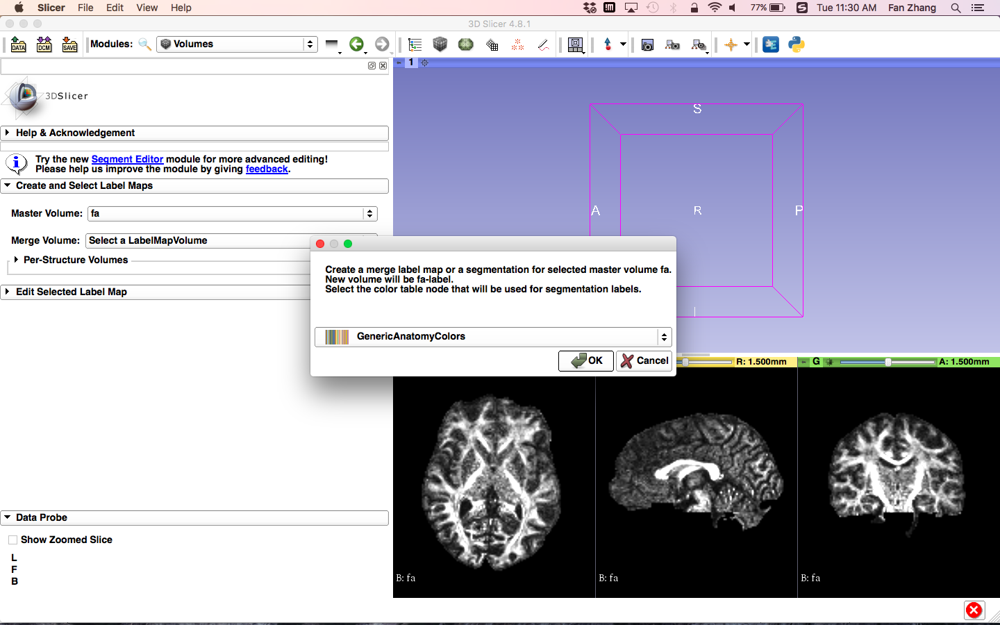 Slicer File Edit View Help 77% Tue 11:30 AM Fan Zhang
3D Slicer 4.8.1
DATA DCM SAVE Modules: Volumes
1
3DSlicer
Help & Acknowledgement
Try the new Segment Editor module for more advanced editing!
Please help us improve the module by giving feedback.
Create and Select Label Maps
Master Volume: fa
Merge Volume: Select a LabelMapVolume
Per-Structure Volumes
Edit Selected Label Map
S
A R P
I
Create a merge label map or a segmentation for selected master volume fa.
New volume will be fa-label.
Select the color table node that will be used for segmentation labels.
GenericAnatomyColors
OK Cancel
R: 1.500mm G A: 1.500mm
B: fa B: fa B: fa
Data Probe
Show Zoomed Slice
L
F
B